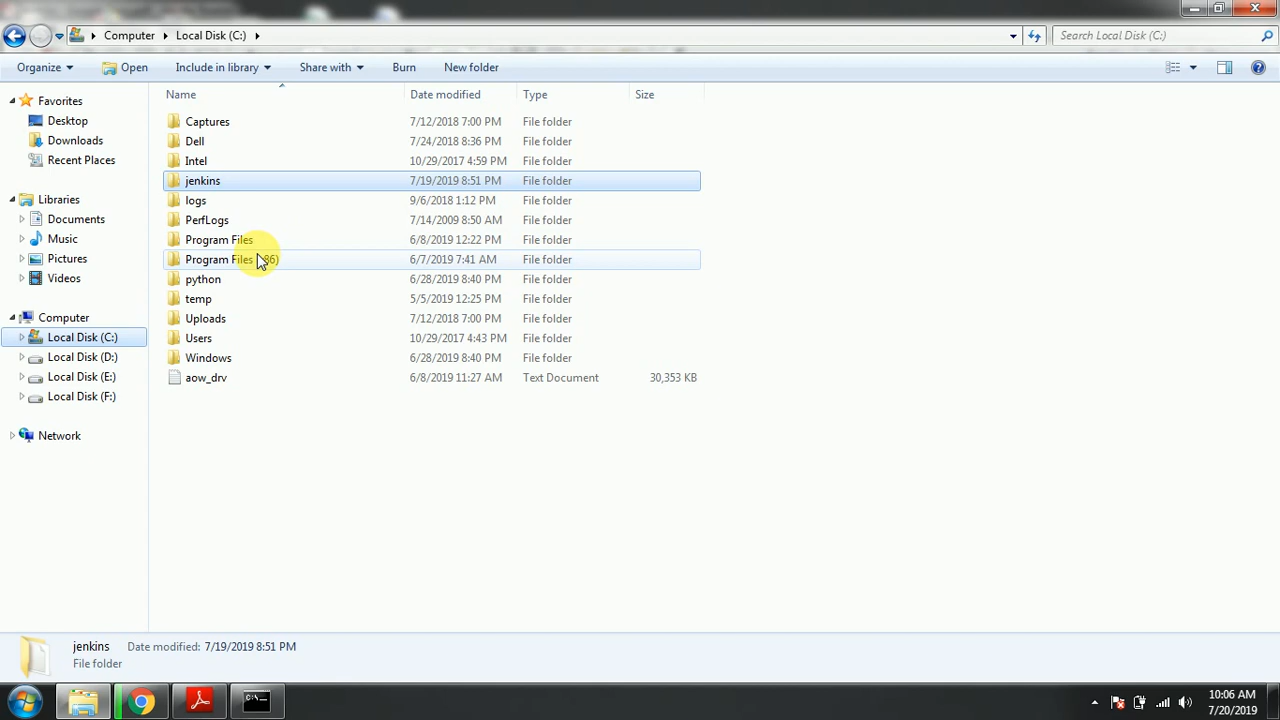 Computer Local Disk (C:) Search Local Disk (C:)
Organize Open Include in library Share with Burn New folder
Favorites
Desktop
Downloads
Recent Places
Libraries
Documents
Music
Pictures
Videos
Computer
Local Disk (C:)
Local Disk (D:)
Local Disk (E:)
Local Disk (F:)
Network
Name Date modified Type Size
Captures 7/12/2018 7:00 PM File folder
Dell 7/24/2018 8:36 PM File folder
Intel 10/29/2017 4:59 PM File folder
jenkins 7/19/2019 8:51 PM File folder
logs 9/6/2018 1:12 PM File folder
PerfLogs 7/14/2009 8:50 AM File folder
Program Files 6/8/2019 12:22 PM File folder
Program Files 86) 6/7/2019 7:41 AM File folder
python 6/28/2019 8:40 PM File folder
temp 5/5/2019 12:25 PM File folder
Uploads 7/12/2018 7:00 PM File folder
Users 10/29/2017 4:43 PM File folder
Windows 6/28/2019 8:40 PM File folder
aow_drv 6/8/2019 11:27 AM Text Document 30,353 KB
jenkins Date modified: 7/19/2019 8:51 PM
File folder
10:06 AM
7/20/2019